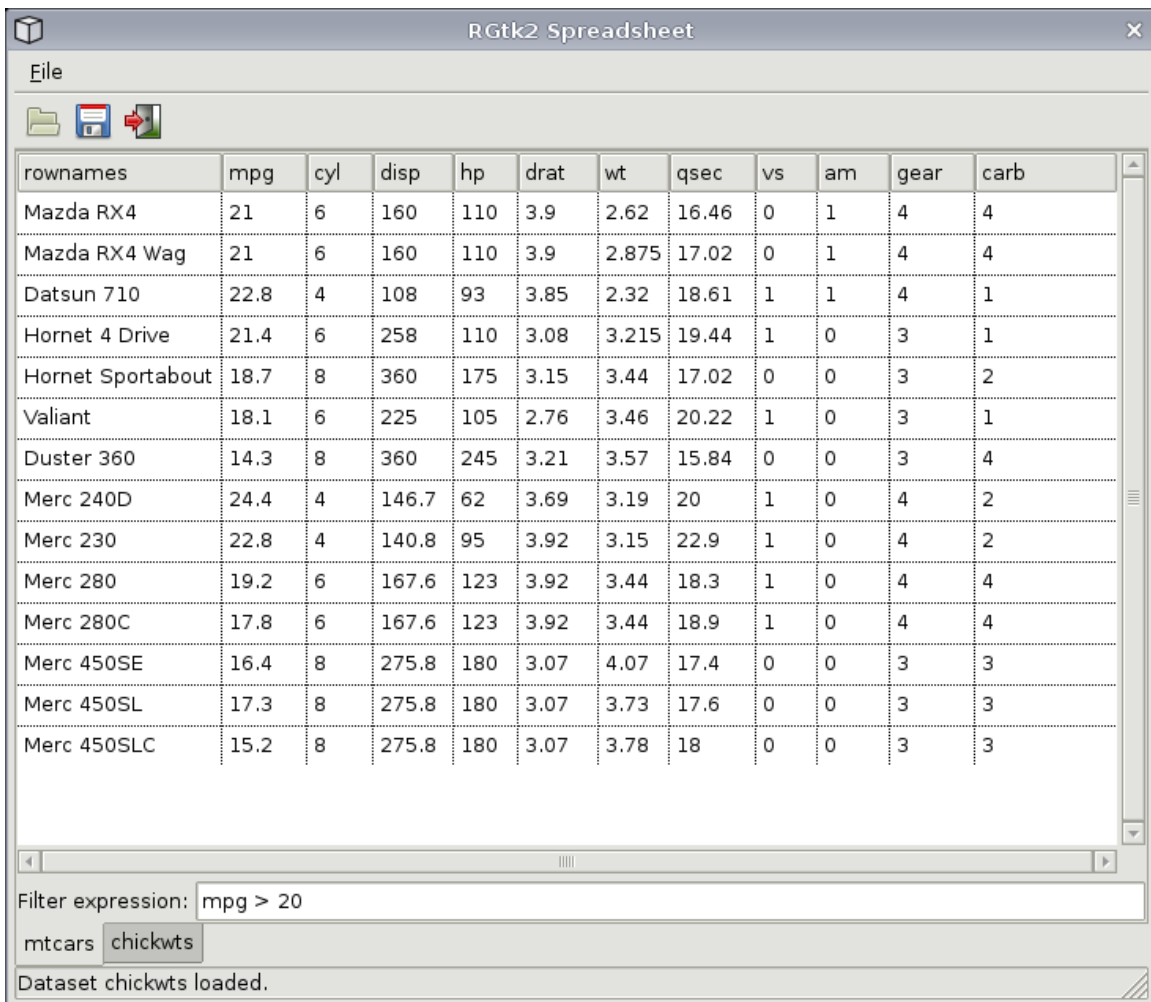 RGtk2 Spreadsheet
File
rownames mpg cyl disp hp drat wt qsec vs am gear carb
Mazda RX4 21 6 160 110 3.9 2.62 16.46 0 1 4 4
Mazda RX4 Wag 21 6 160 110 3.9 2.875 17.02 0 1 4 4
Datsun 710 22.8 4 108 93 3.85 2.32 18.61 1 1 4 1
Hornet 4 Drive 21.4 6 258 110 3.08 3.215 19.44 1 0 3 1
Hornet Sportabout 18.7 8 360 175 3.15 3.44 17.02 0 0 3 2
Valiant 18.1 6 225 105 2.76 3.46 20.22 1 0 3 1
Duster 360 14.3 8 360 245 3.21 3.57 15.84 0 0 3 4
Merc 240D 24.4 4 146.7 62 3.69 3.19 20 1 0 4 2
Merc 230 22.8 4 140.8 95 3.92 3.15 22.9 1 0 4 2
Merc 280 19.2 6 167.6 123 3.92 3.44 18.3 1 0 4 4
Merc 280C 17.8 6 167.6 123 3.92 3.44 18.9 1 0 4 4
Merc 450SE 16.4 8 275.8 180 3.07 4.07 17.4 0 0 3 3
Merc 450SL 17.3 8 275.8 180 3.07 3.73 17.6 0 0 3 3
Merc 450SLC 15.2 8 275.8 180 3.07 3.78 18 0 0 3 3
Filter expression: mpg > 20
mtcars chickwts
Dataset chickwts loaded.